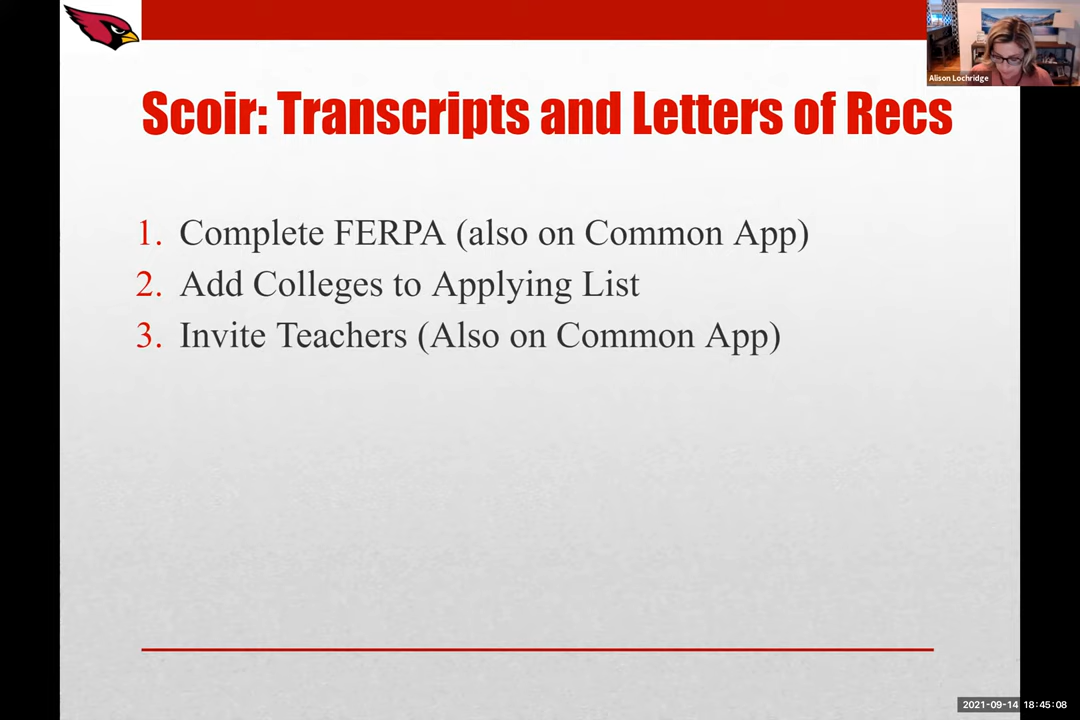 Alison Lochridge
Scoir: Transcripts and Letters of Recs
1. Complete FERPA (also on Common App)
2. Add Colleges to Applying List
3. Invite Teachers (Also on Common App)
2021-09-14 18:45:08